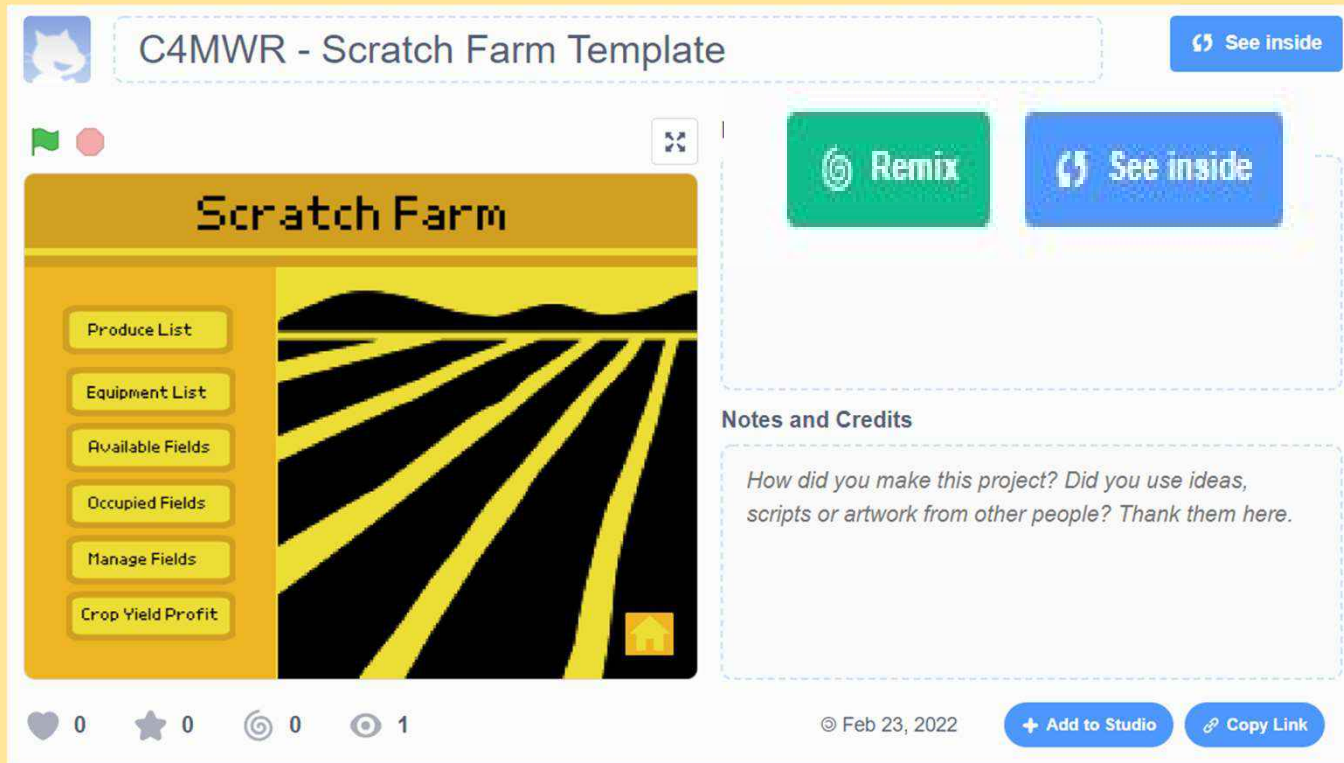 C4MWR - Scratch Farm Template
See inside
Remix
See inside
Scratch Farm
Produce List
Equipment List
Available Fields
Occupied Fields
Manage Fields
Crop Yield Profit
Notes and Credits
How did you make this project? Did you use ideas,
scripts or artwork from other people? Thank them here.
0
0
0
1
Feb 23, 2022
Add to Studio
Copy Link